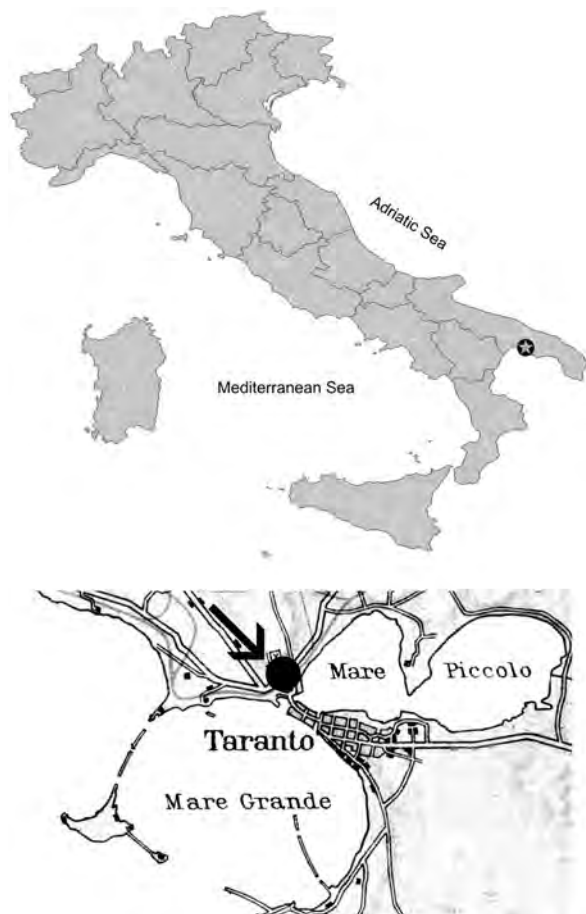 Adriatic Sea
Mediterranean Sea
Mare Piccolo
Taranto
Mare Grande